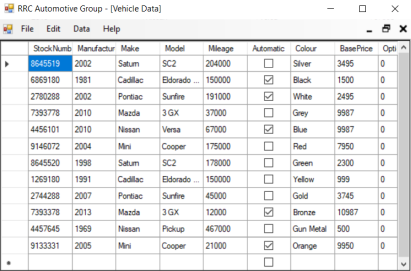 RRC Automotive Group - [Vehicle Data]
File Edit Data Help
StockNumb Manufactur Make Model Mileage Automatic Colour BasePrice Opti
8645519 2002 Saturn SC2 204000 Silver 3495 0
6869180 1981 Cadillac Eldorado ... 150000 Black 1500 0
2780288 2002 Pontiac Sunfire 191000 White 2495 0
7393778 2010 Mazda 3 GX 37000 Grey 9987 0
4456101 2010 Nissan Versa 67000 Blue 9987 0
9146072 2004 Mini Cooper 175000 Red 7950 0
8645520 1998 Saturn SC2 178000 Green 2300 0
1269180 1991 Cadillac Eldorado ... 150000 Yellow 999 0
2744288 2007 Pontiac Sunfire 45000 Gold 3745 0
7393378 2013 Mazda 3 GX 12000 Bronze 10987 0
4457645 1969 Nissan Pickup 467000 Gun Metal 500 0
9133331 2005 Mini Cooper 21000 Orange 9950 0